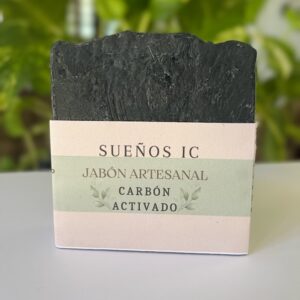 SUEÑOS IC
JABÓN ARTESANAL
CARBÓN
ACTIVADO